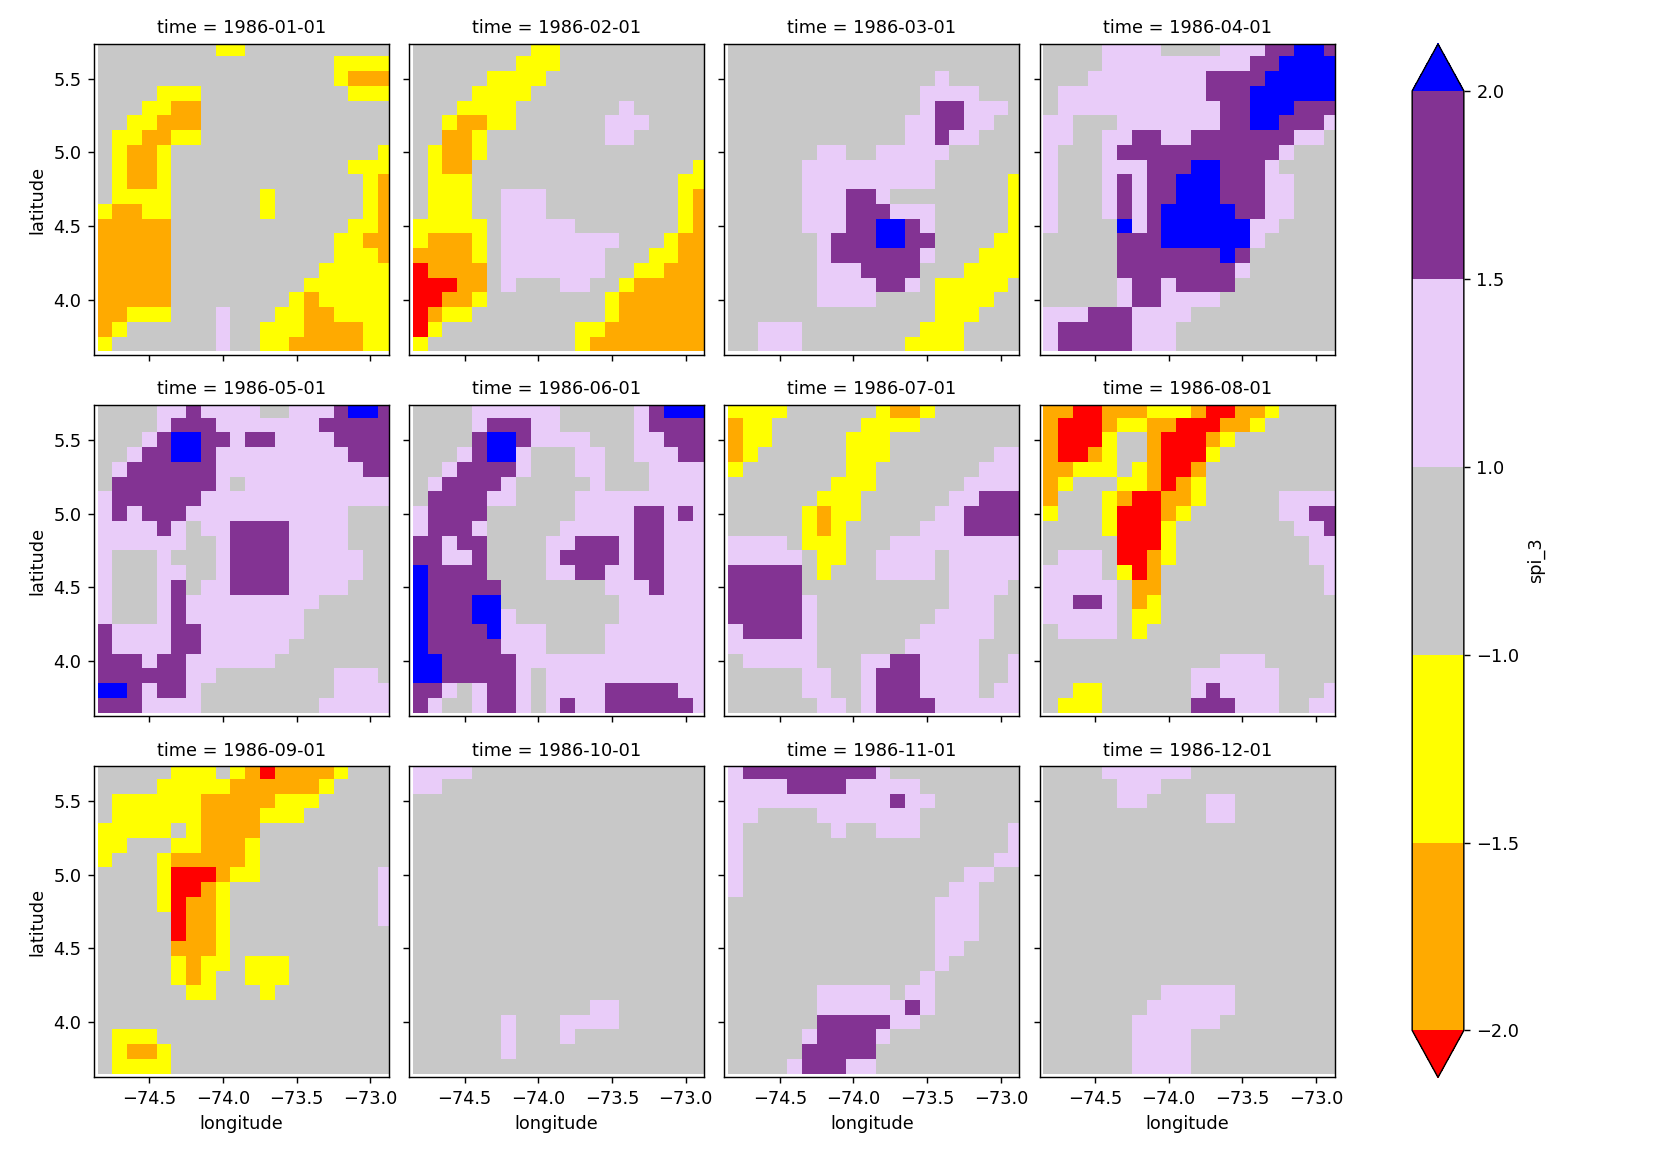 time = 1986-01-01
time = 1986-02-01
time = 1986-03-01
time = 1986-04-01
5.5
5.0
4.5
4.0
latitude
time = 1986-05-01
time = 1986-06-01
time = 1986-07-01
time = 1986-08-01
5.5
5.0
4.5
4.0
latitude
time = 1986-09-01
time = 1986-10-01
time = 1986-11-01
time = 1986-12-01
5.5
5.0
4.5
4.0
latitude
−74.5 −74.0 −73.5 −73.0
longitude
−74.5 −74.0 −73.5 −73.0
longitude
−74.5 −74.0 −73.5 −73.0
longitude
−74.5 −74.0 −73.5 −73.0
longitude
2.0
1.5
1.0
−1.0
−1.5
−2.0
spi_3